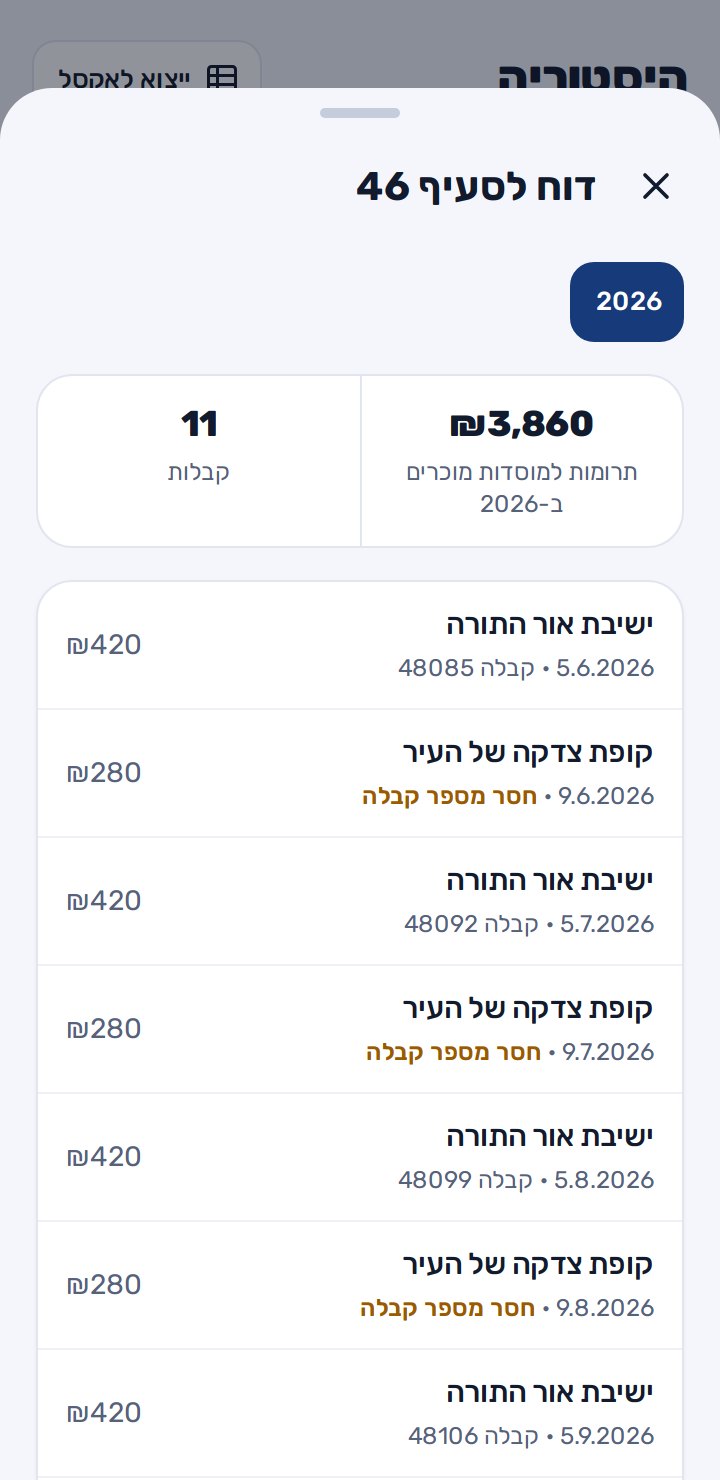 היסטוריה
ייצוא לאקסל
דוח לסעיף 46
2026
₪3,860
תרומות למוסדות מוכרים
ב-2026
11
קבלות
ישיבת אור התורה
5.6.2026 • קבלה 48085
₪420
קופת צדקה של העיר
9.6.2026 • חסר מספר קבלה
₪280
ישיבת אור התורה
5.7.2026 • קבלה 48092
₪420
קופת צדקה של העיר
9.7.2026 • חסר מספר קבלה
₪280
ישיבת אור התורה
5.8.2026 • קבלה 48099
₪420
קופת צדקה של העיר
9.8.2026 • חסר מספר קבלה
₪280
ישיבת אור התורה
5.9.2026 • קבלה 48106
₪420